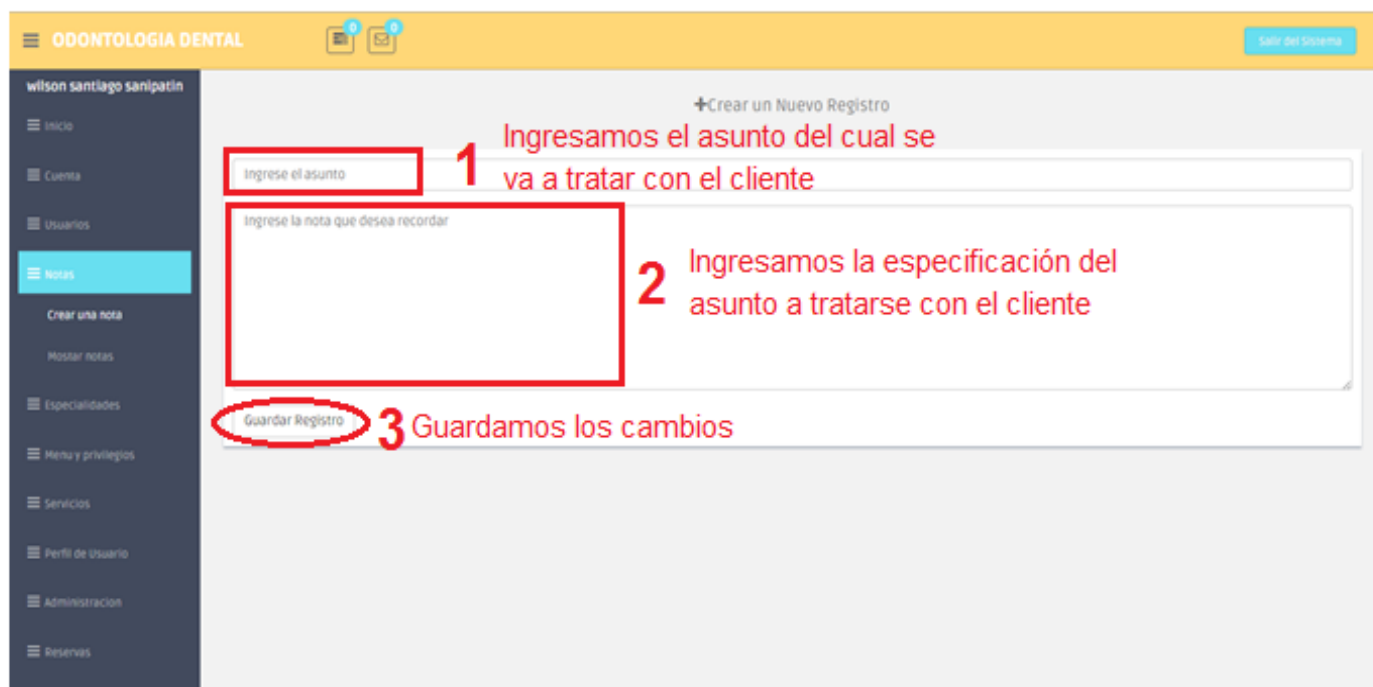 ODONTOLOGIA DENTAL
0
0
Salir del Sistema
wilson santiago sanipatin
Inicio
Cuenta
Usuarios
Notas
Crear una nota
Mostar notas
Especialidades
Menu y privilegios
Servicios
Perfil de Usuario
Administracion
Reservas
+Crear un Nuevo Registro
Ingrese el asunto
1
Ingresamos el asunto del cual se
va a tratar con el cliente
Ingrese la nota que desea recordar
2
Ingresamos la especificación del
asunto a tratarse con el cliente
Guardar Registro
3 Guardamos los cambios